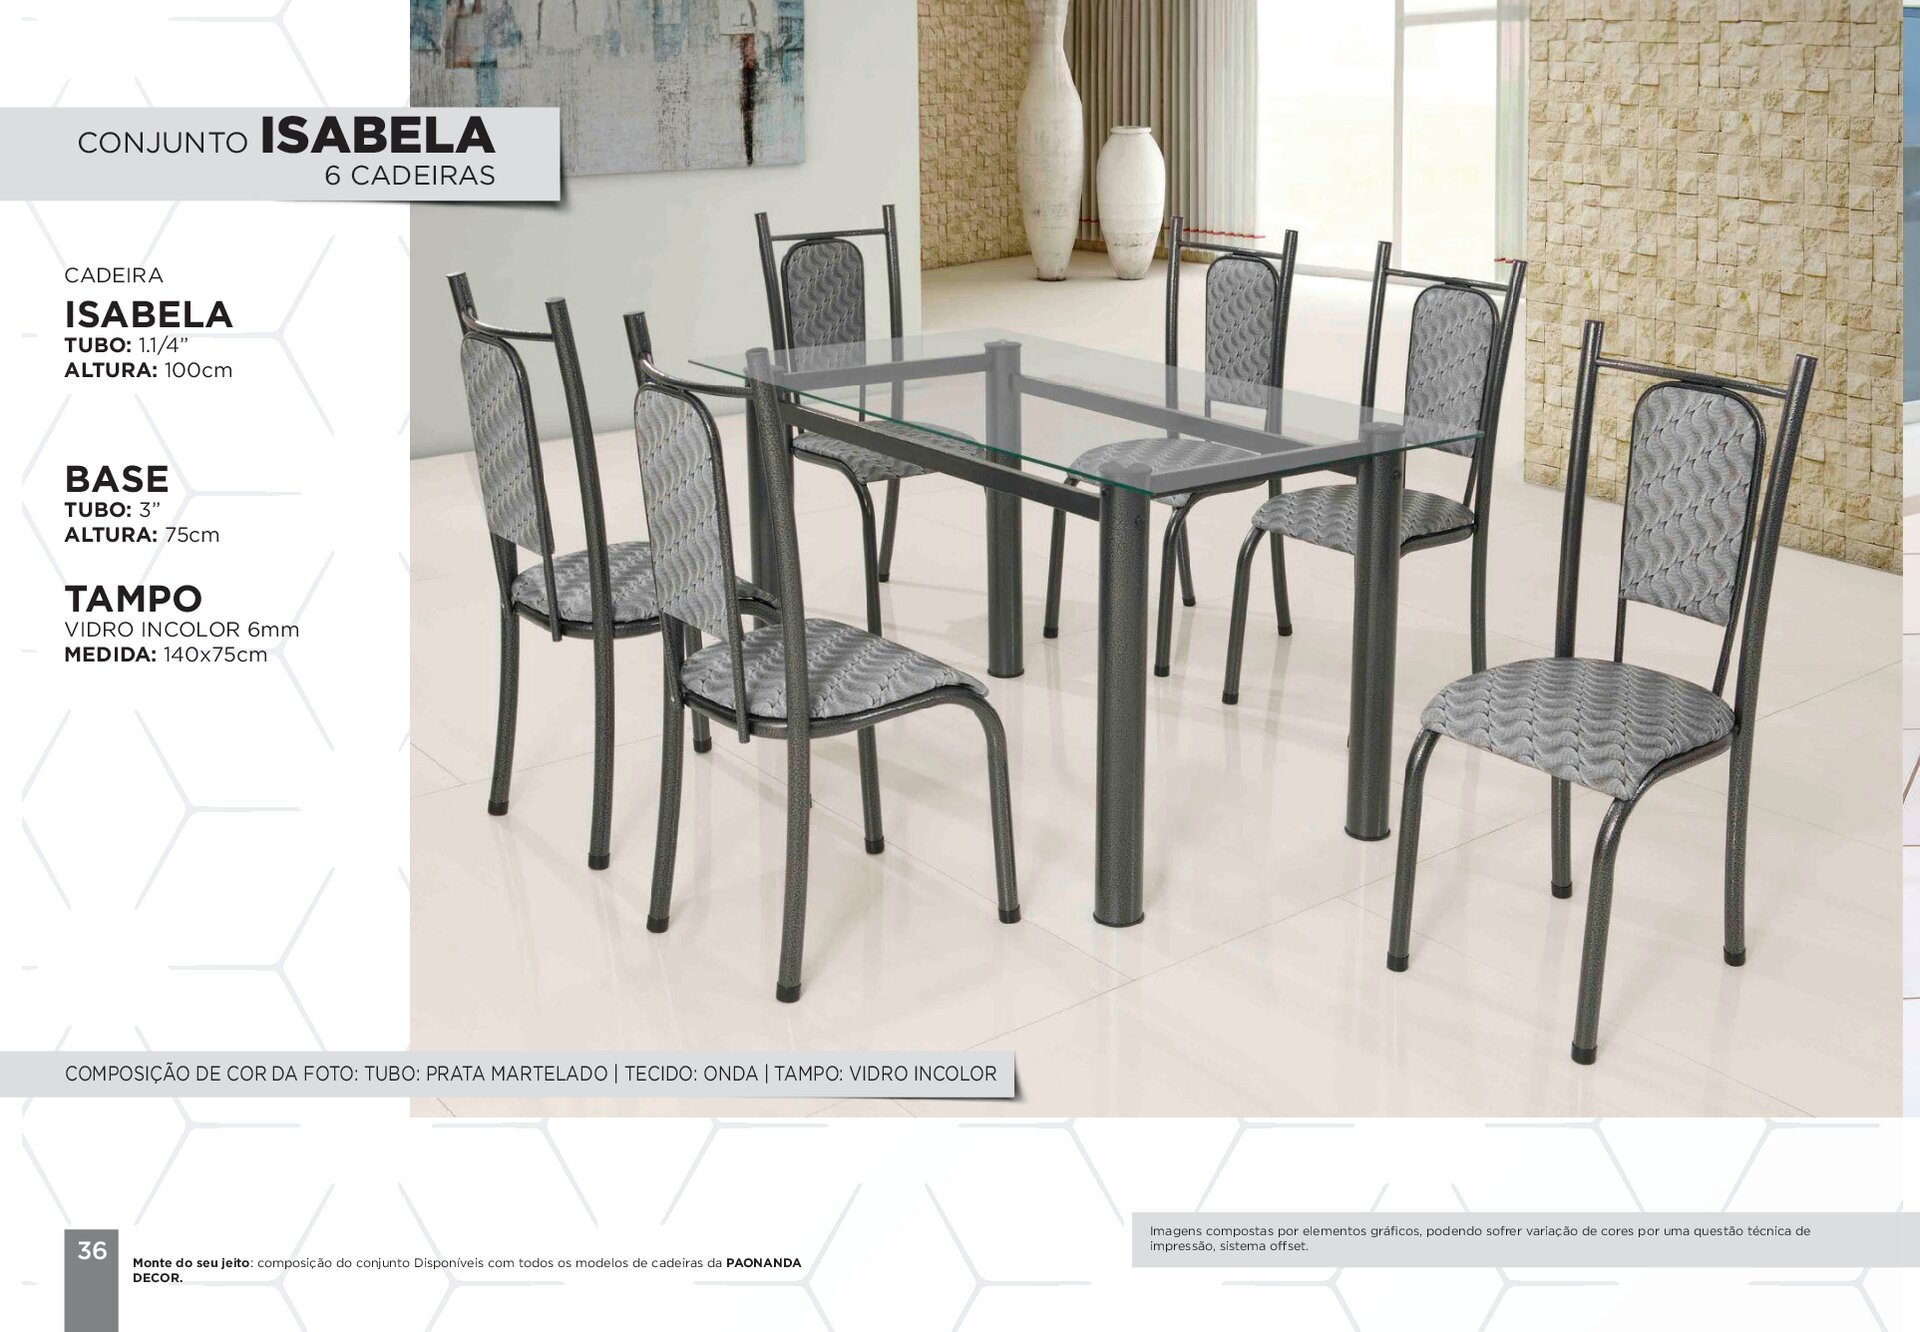 CONJUNTO ISABELA
6 CADEIRAS
CADEIRA
ISABELA
TUBO: 1.1/4”
ALTURA: 100cm
BASE
TUBO: 3”
ALTURA: 75cm
TAMPO
VIDRO INCOLOR 6mm
MEDIDA: 140x75cm
COMPOSIÇÃO DE COR DA FOTO: TUBO: PRATA MARTELADO | TECIDO: ONDA | TAMPO: VIDRO INCOLOR
Imagens compostas por elementos gráficos, podendo sofrer variação de cores por uma questão técnica de
impressão, sistema offset.
36
Monte do seu jeito: composição do conjunto Disponíveis com todos os modelos de cadeiras da PAONANDA
DECOR.